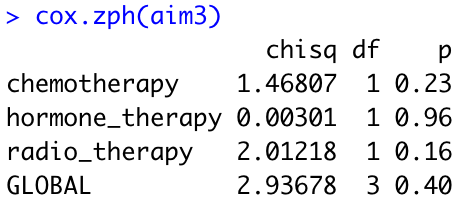 > cox.zph(aim3)
chisq df p
chemotherapy 1.46807 1 0.23
hormone_therapy 0.00301 1 0.96
radio_therapy 2.01218 1 0.16
GLOBAL 2.93678 3 0.40